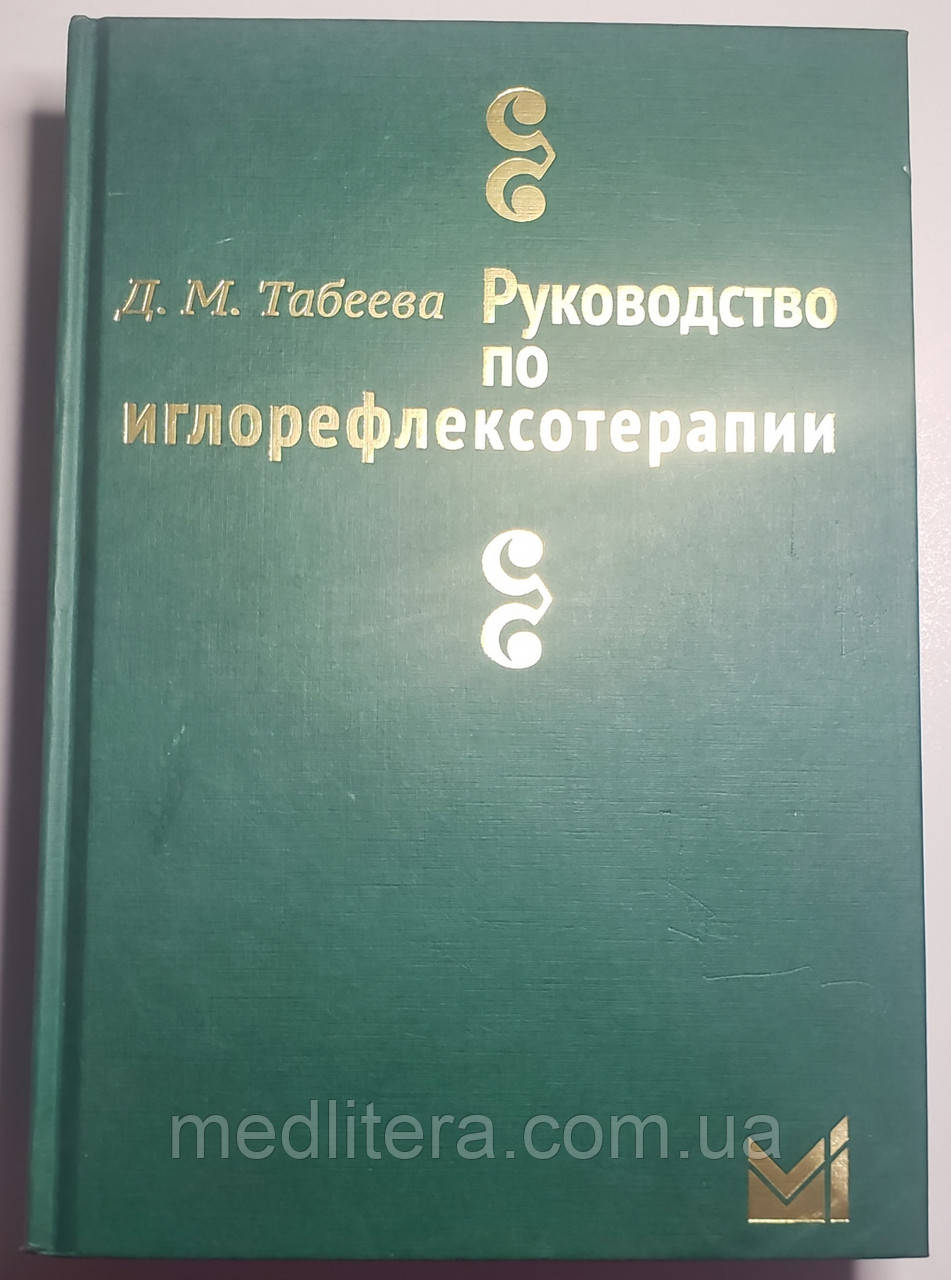 Д. М. Табеева Руководство
по
иглорефлексотерапии
medlitera.com.ua